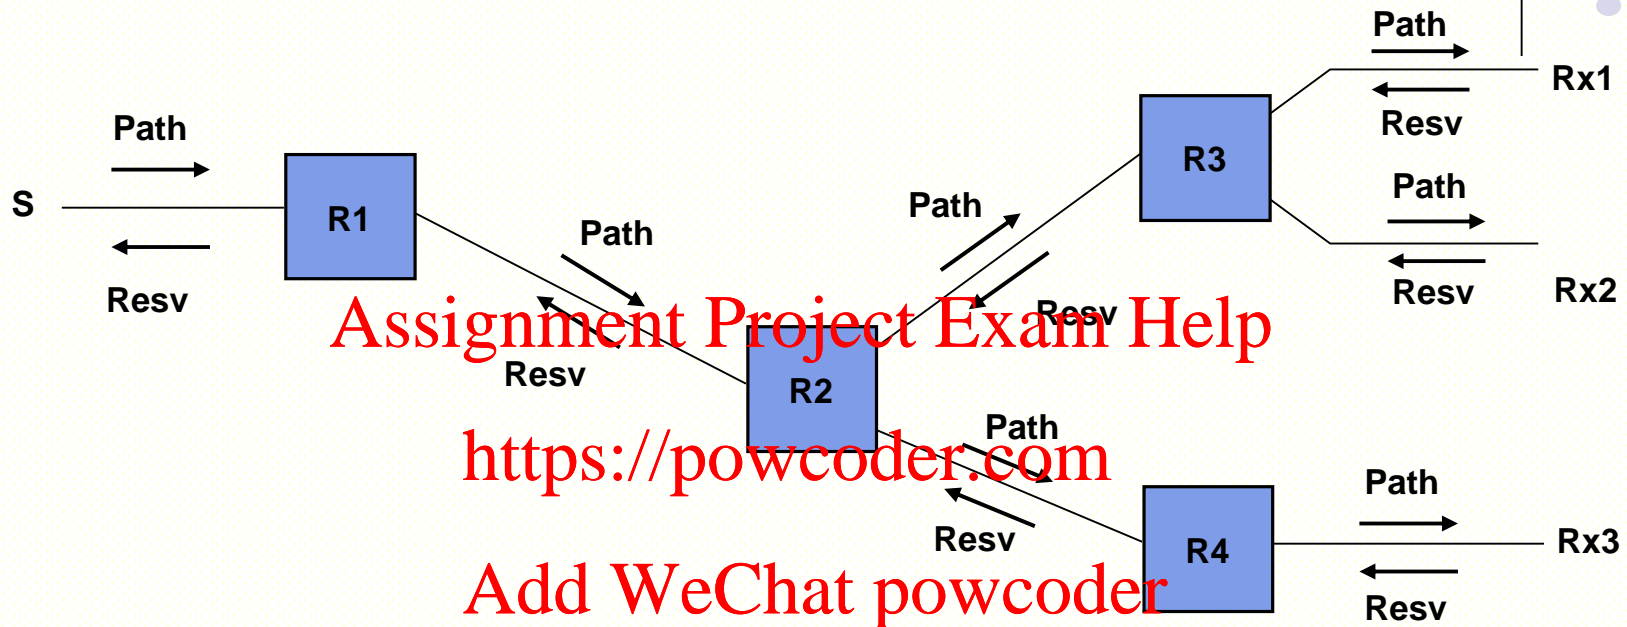 Path
Rx1
Resv
Path
R3
Path
S
R1
Path
Path
Resv
Resv
Rx2
Resv
Assignment Project Exam Help
Resv
R2
Path
https://powcoder.com
Path
Resv
Rx3
R4
Add WeChat powcoder
Resv